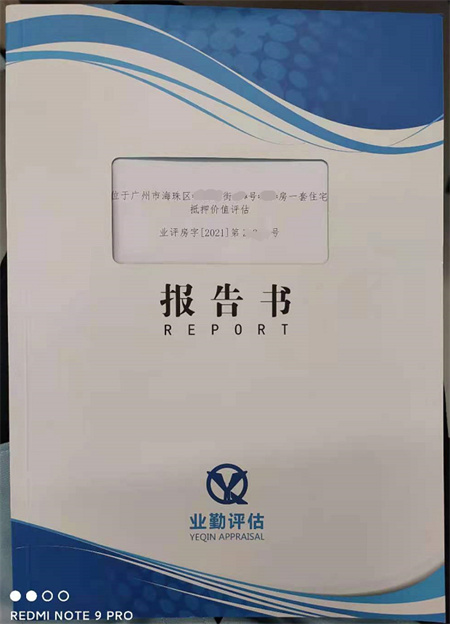 位于广州市海珠区 街 号 房一套住宅
抵押价值评估
业评房字[2021]第 号
报告书
REPORT
业勤评估
YEQIN APPRAISAL
REDMI NOTE 9 PRO